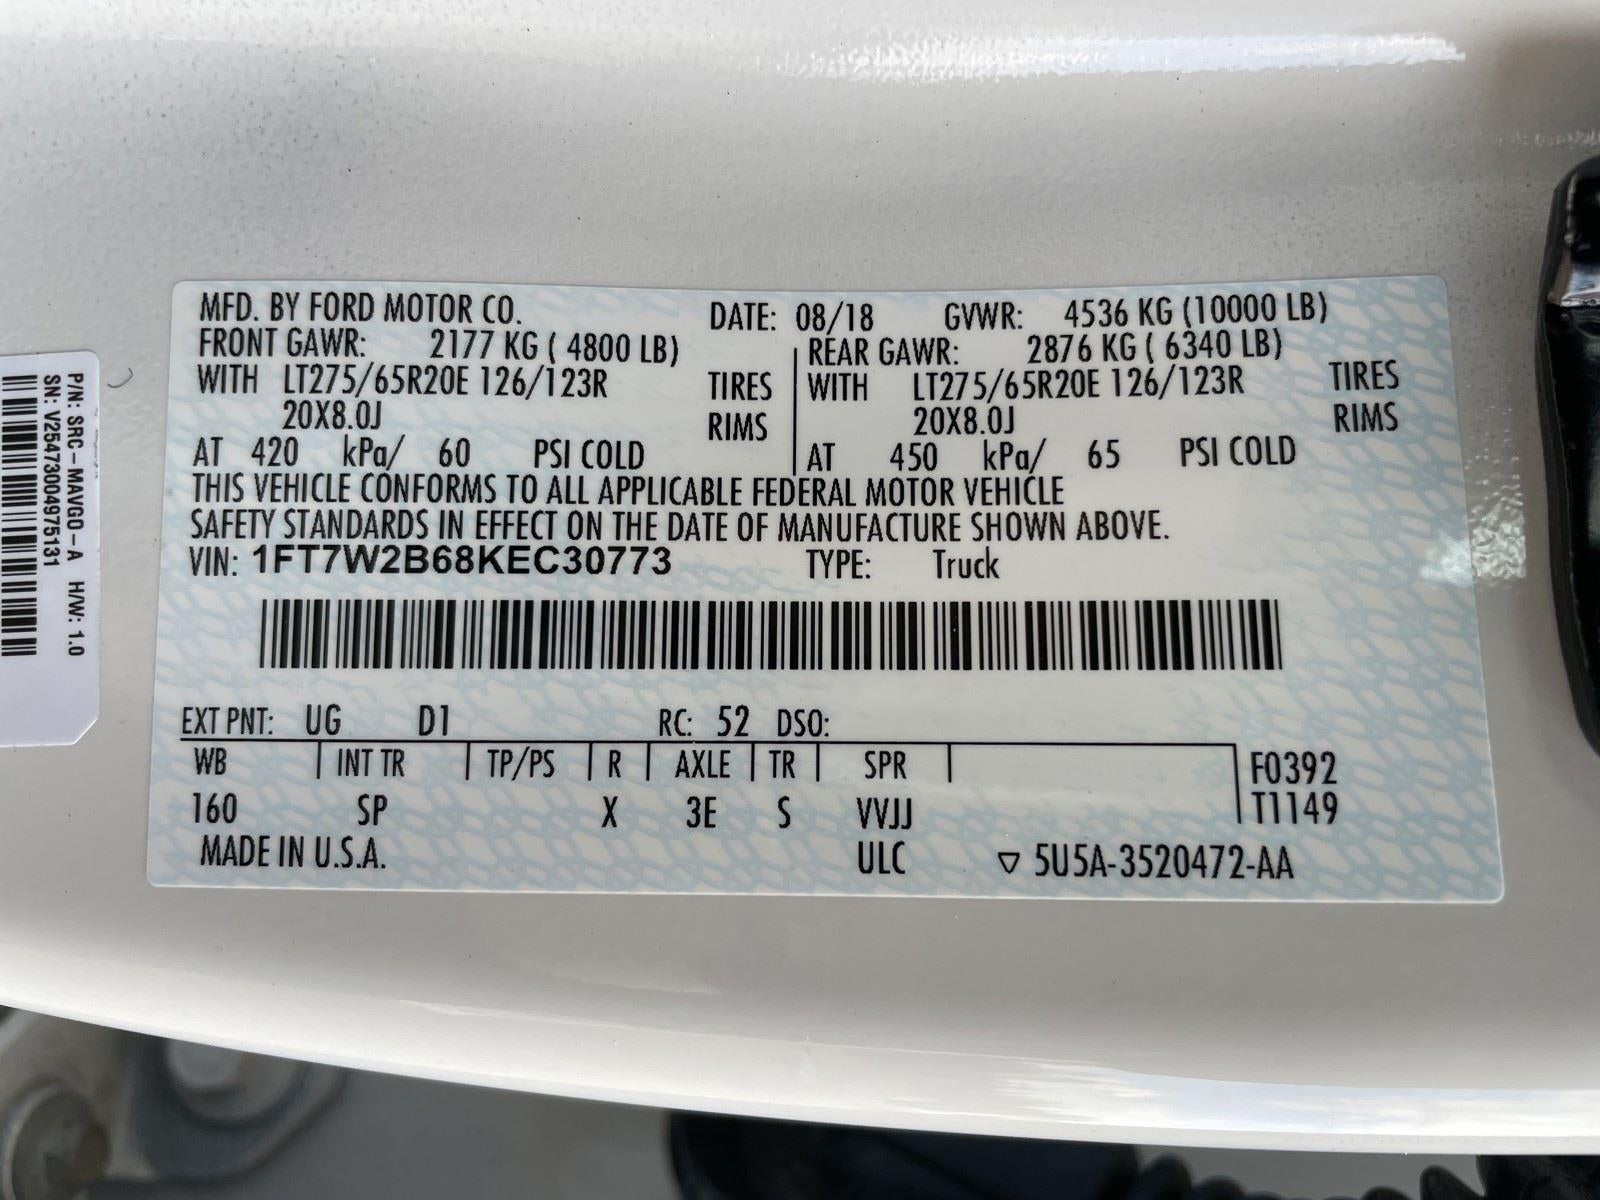 MFD. BY FORD MOTOR CO. DATE: 08/18 GVWR: 4536 KG (10000 LB)
FRONT GAWR: 2177 KG ( 4800 LB) REAR GAWR: 2876 KG ( 6340 LB)
WITH LT275/65R20E 126/123R TIRES WITH LT275/65R20E 126/123R TIRES
20X8.0J RIMS 20X8.0J RIMS
AT 420 kPa/ 60 PSI COLD AT 450 kPa/ 65 PSI COLD
THIS VEHICLE CONFORMS TO ALL APPLICABLE FEDERAL MOTOR VEHICLE
SAFETY STANDARDS IN EFFECT ON THE DATE OF MANUFACTURE SHOWN ABOVE.
VIN: 1FT7W2B68KEC30773 TYPE: Truck
EXT PNT: UG D1 RC: 52 DSO:
WB INT TR TP/PS R AXLE TR SPR F0392
160 SP X 3E S VVJJ T1149
MADE IN U.S.A. ULC ▽ 5U5A-3520472-AA
P/N: SRC-MAVGO-A H/W: 1.0
SN: V25473004975131